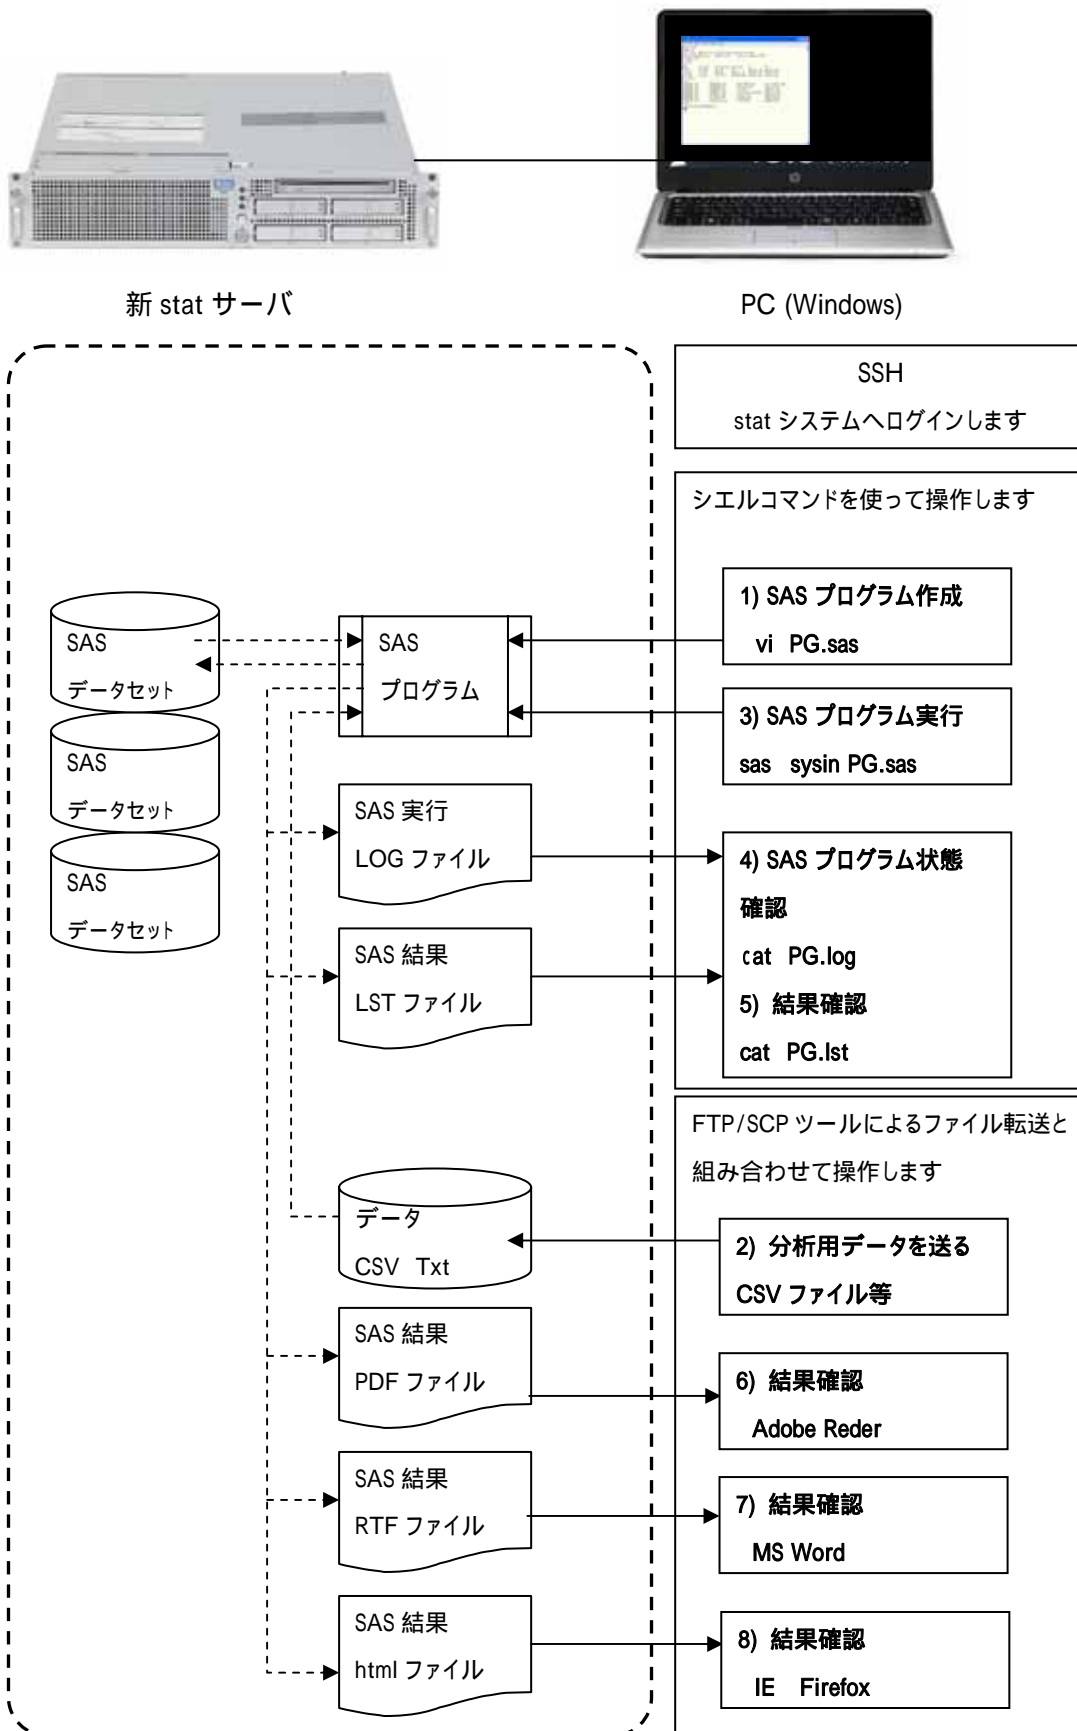 新 stat サーバ
PC (Windows)
SSH
stat システムへログインします
シエルコマンドを使って操作します
1) SAS プログラム作成
vi PG.sas
3) SAS プログラム実行
sas sysin PG.sas
4) SAS プログラム状態
確認
cat PG.log
5) 結果確認
cat PG.lst
SAS
データセット
SAS
データセット
SAS
データセット
SAS
プログラム
SAS 実行
LOG ファイル
SAS 結果
LST ファイル
FTP/SCP ツールによるファイル転送と
組み合わせて操作します
データ
CSV Txt
2) 分析用データを送る
CSV ファイル等
SAS 結果
PDF ファイル
6) 結果確認
Adobe Reder
SAS 結果
RTF ファイル
7) 結果確認
MS Word
SAS 結果
html ファイル
8) 結果確認
IE Firefox